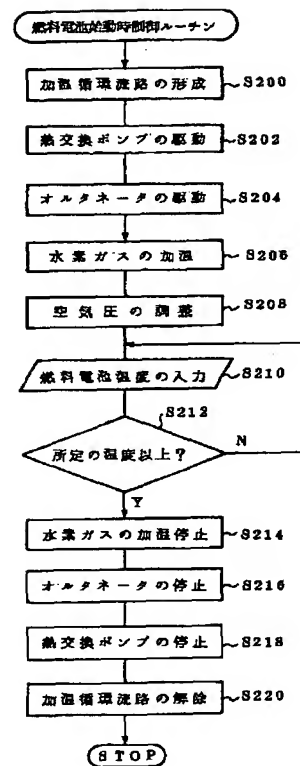 燃料電池始動時制御ルーチン
加温循環流路の形成 S200
熱交換ポンプの駆動 S202
オルタネータの駆動 S204
水素ガスの加温 S206
空気圧の調整 S208
燃料電池温度の入力 S210
S212
所定の温度以上? N
Y
水素ガスの加温停止 S214
オルタネータの停止 S216
熱交換ポンプの停止 S218
加温循環流路の解除 S220
STOP